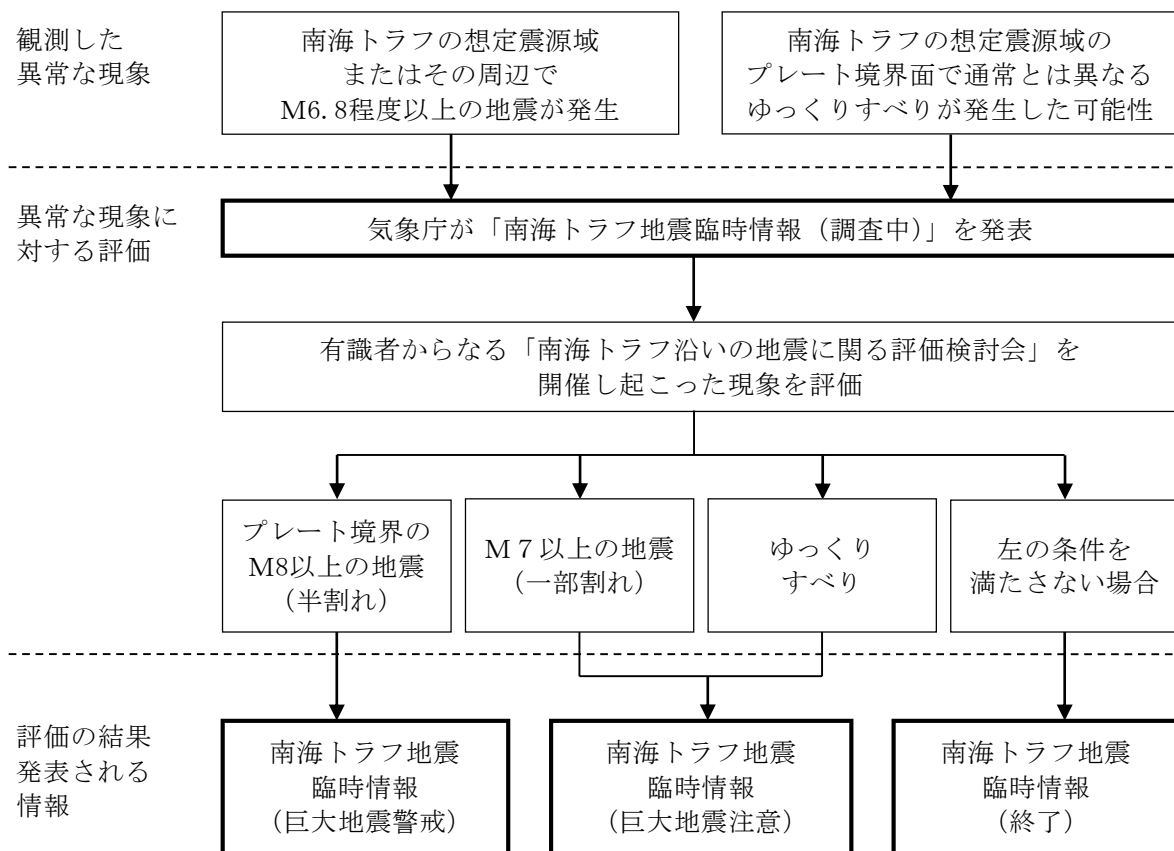 観測した
異常な現象
南海トラフの想定震源域
またはその周辺で
M6.8程度以上の地震が発生
南海トラフの想定震源域の
プレート境界面で通常とは異なる
ゆっくりすべりが発生した可能性
異常な現象に
対する評価
気象庁が「南海トラフ地震臨時情報（調査中）」を発表
有識者からなる「南海トラフ沿いの地震に関る評価検討会」を
開催し起こった現象を評価
プレート境界の
M8以上の地震
（半割れ）
Ｍ７以上の地震
（一部割れ）
ゆっくり
すべり
左の条件を
満たさない場合
評価の結果
発表される
情報
南海トラフ地震
臨時情報
（巨大地震警戒）
南海トラフ地震
臨時情報
（巨大地震注意）
南海トラフ地震
臨時情報
（終了）